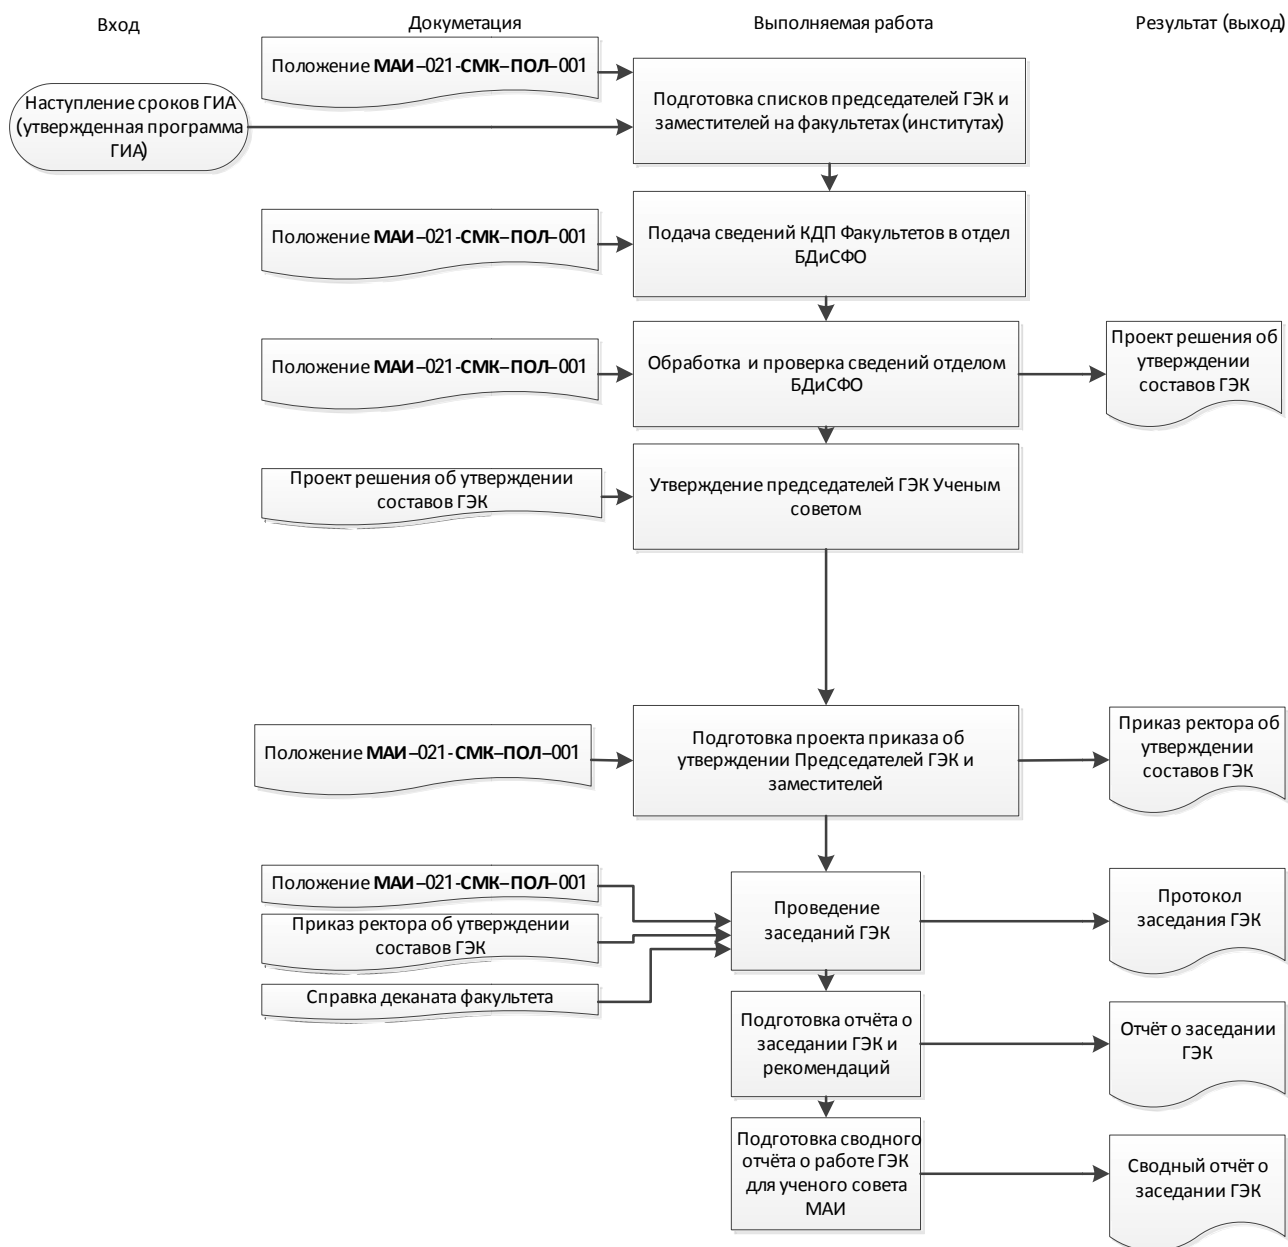 Вход
Докуметация
Выполняемая работа
Результат (выход)
Положение МАИ–021-СМК–ПОЛ–001
Наступление сроков ГИА
(утвержденная программа
ГИА)
Подготовка списков председателей ГЭК и
заместителей на факультетах (институтах)
Положение МАИ–021-СМК–ПОЛ–001
Подача сведений КДП Факультетов в отдел
БДиСФО
Положение МАИ–021-СМК–ПОЛ–001
Обработка и проверка сведений отделом
БДиСФО
Проект решения об
утверждении
составов ГЭК
Проект решения об утверждении
составов ГЭК
Утверждение председателей ГЭК Ученым
советом
Положение МАИ–021-СМК–ПОЛ–001
Подготовка проекта приказа об
утверждении Председателей ГЭК и
заместителей
Приказ ректора об
утверждении
составов ГЭК
Положение МАИ–021-СМК–ПОЛ–001
Приказ ректора об утверждении
составов ГЭК
Справка деканата факультета
Проведение
заседаний ГЭК
Протокол
заседания ГЭК
Подготовка отчёта о
заседании ГЭК и
рекомендаций
Отчёт о заседании
ГЭК
Подготовка сводного
отчёта о работе ГЭК
для ученого совета
МАИ
Сводный отчёт о
заседании ГЭК